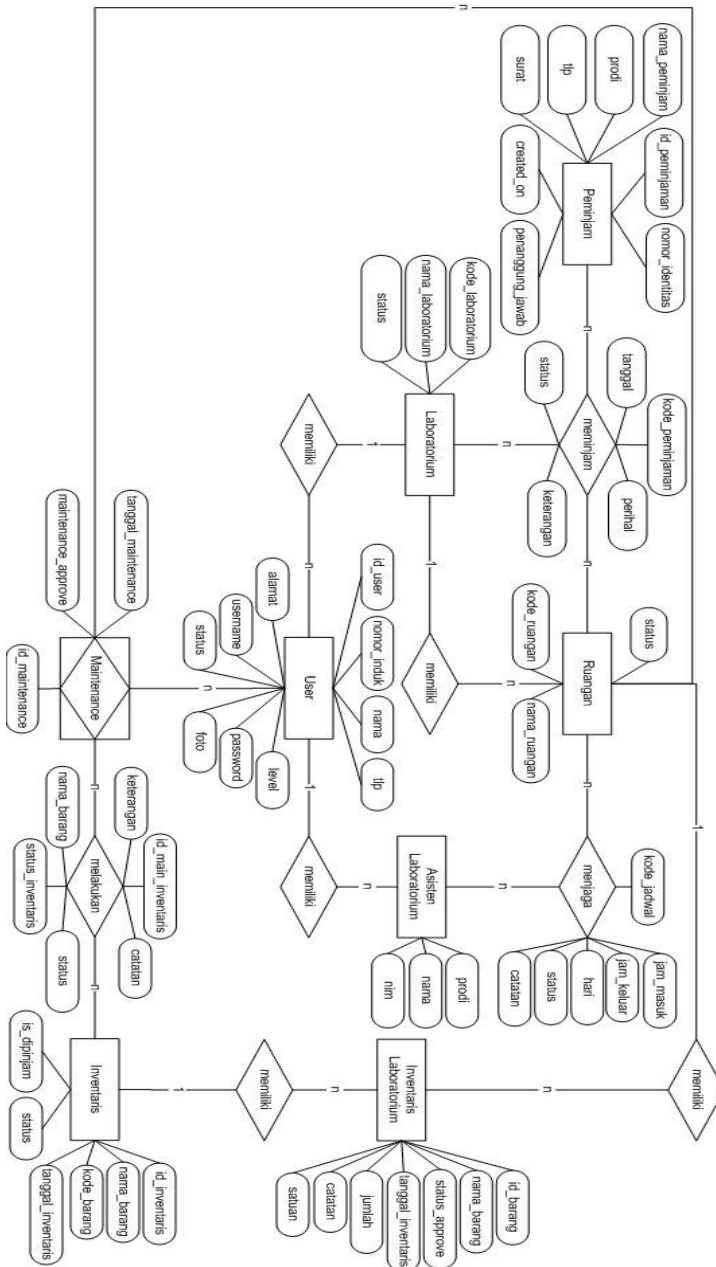 n
nama_peminjam
prodi
tlp
surat
id_peminjaman
nomor_identitas
Peminjam
created_on
penanggung_jawab
n
tanggal
kode_peminjaman
perihal
meminjam
status
keterangan
n
n
status
Ruangan
kode_ruangan
nama_ruangan
n
kode_jadwal
menjaga
jam_masuk
jam_keluar
hari
status
catatan
1
memiliki
n
kode_laboratorium
nama_laboratorium
status
Laboratorium
1
memiliki
n
n
Asisten
Laboratorium
prodi
nama
nim
Inventaris
Laboratorium
id_barang
nama_barang
status_approve
tanggal_inventaris
jumlah
catatan
satuan
1
memiliki
n
id_user
nomor_induk
nama
tlp
User
alamat
username
status
foto
password
level
1
memiliki
n
n
memiliki
1
n
tanggal_maintenance
maintenance_approve
Maintenance
id_maintenance
n
keterangan
id_main_inventaris
catatan
melakukan
nama_barang
status_inventaris
status
n
Inventaris
is_dipinjam
status
id_inventaris
nama_barang
kode_barang
tanggal_inventaris